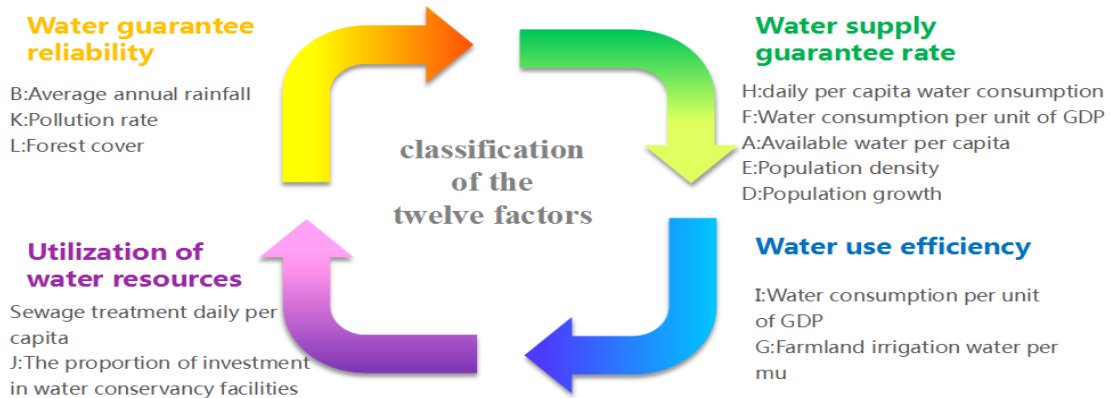 Water guarantee
reliability
B:Average annual rainfall
K:Pollution rate
L:Forest cover
Water supply
guarantee rate
H:daily per capita water consumption
F:Water consumption per unit of GDP
A:Available water per capita
E:Population density
D:Population growth
classification
of the
twelve factors
Utilization of
water resources
Sewage treatment daily per
capita
J:The proportion of investment
in water conservancy facilities
Water use efficiency
I:Water consumption per unit
of GDP
G:Farmland irrigation water per
mu